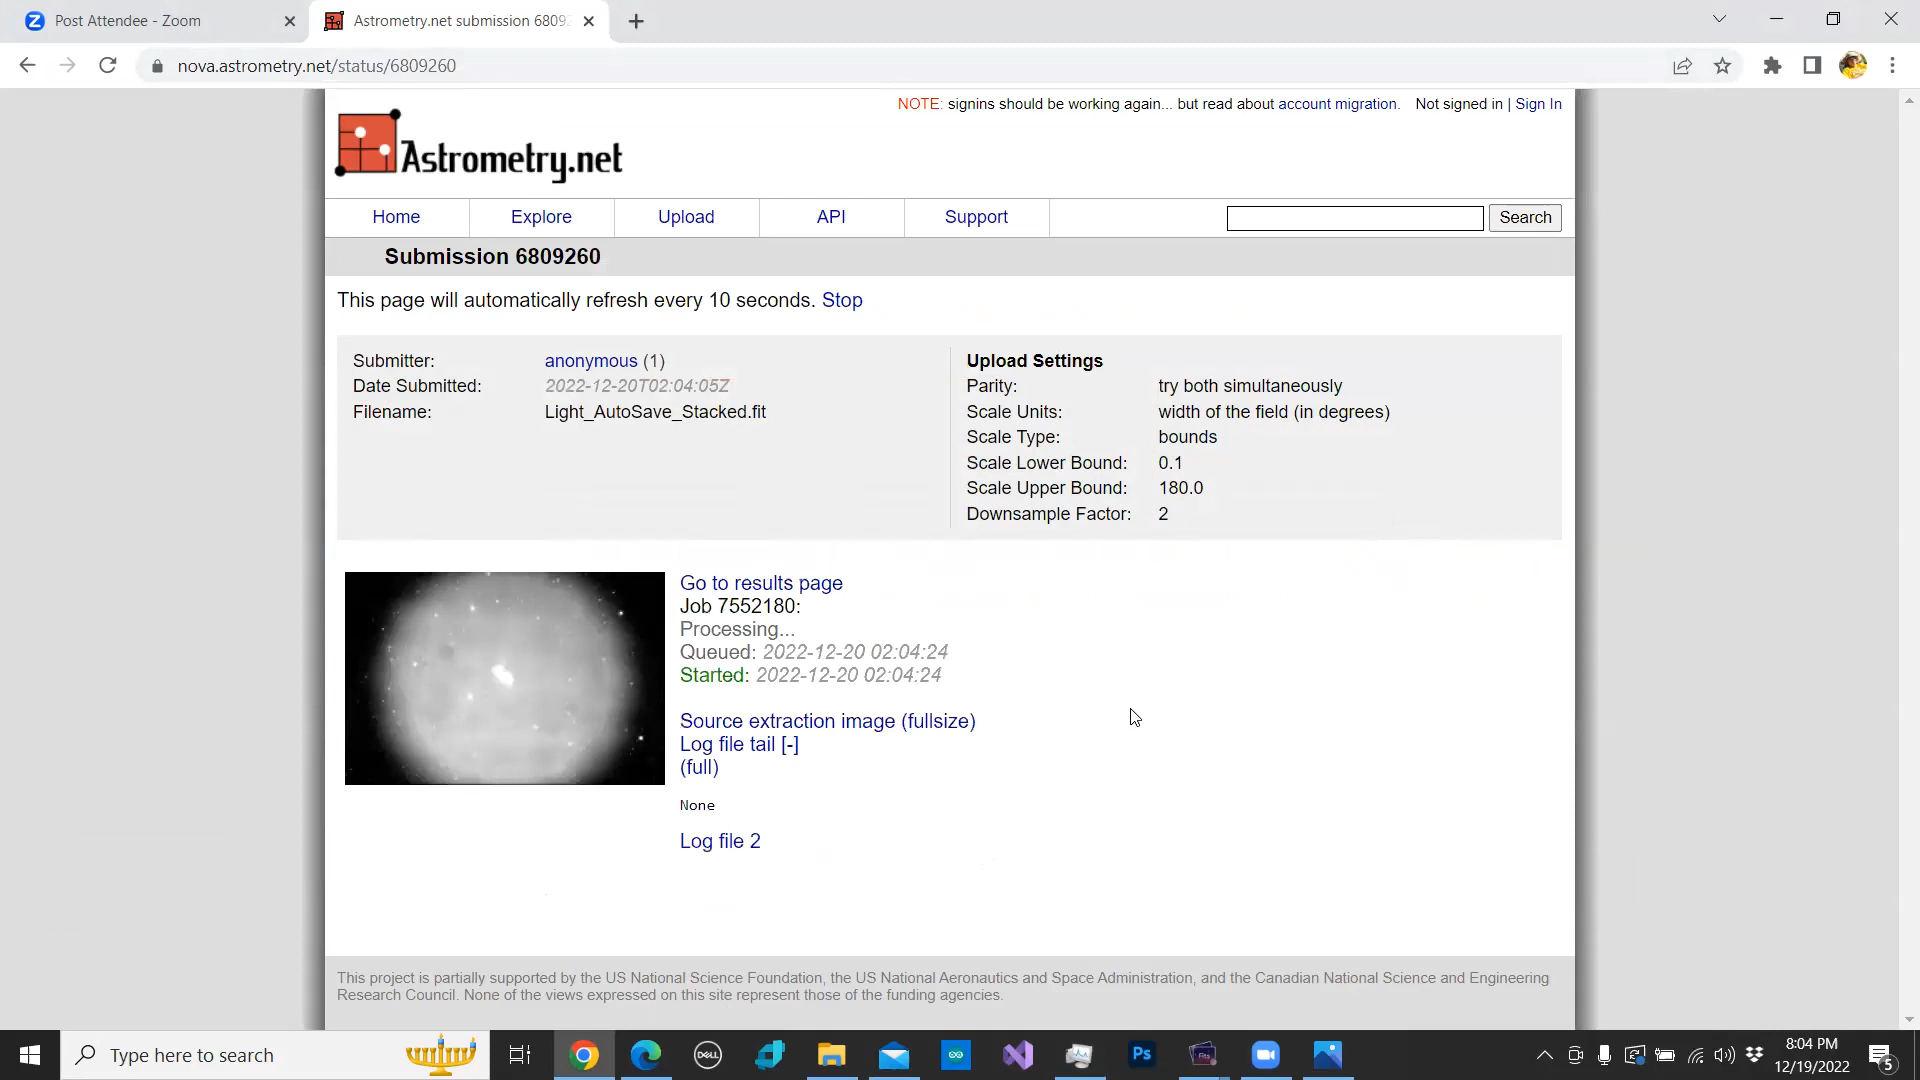 Post Attendee - Zoom
Astrometry.net submission 6809
nova.astrometry.net/status/6809260
NOTE: signins should be working again... but read about account migration. Not signed in | Sign In
Astrometry.net
Home Explore Upload API Support Search
Submission 6809260
This page will automatically refresh every 10 seconds. Stop
Submitter: anonymous (1)
Date Submitted: 2022-12-20T02:04:05Z
Filename: Light_AutoSave_Stacked.fit
Upload Settings
Parity: try both simultaneously
Scale Units: width of the field (in degrees)
Scale Type: bounds
Scale Lower Bound: 0.1
Scale Upper Bound: 180.0
Downsample Factor: 2
Go to results page
Job 7552180:
Processing...
Queued: 2022-12-20 02:04:24
Started: 2022-12-20 02:04:24
Source extraction image (fullsize)
Log file tail [-]
(full)
None
Log file 2
This project is partially supported by the US National Science Foundation, the US National Aeronautics and Space Administration, and the Canadian National Science and Engineering
Research Council. None of the views expressed on this site represent those of the funding agencies.
Type here to search
DELL
Ps
8:04 PM
12/19/2022
5